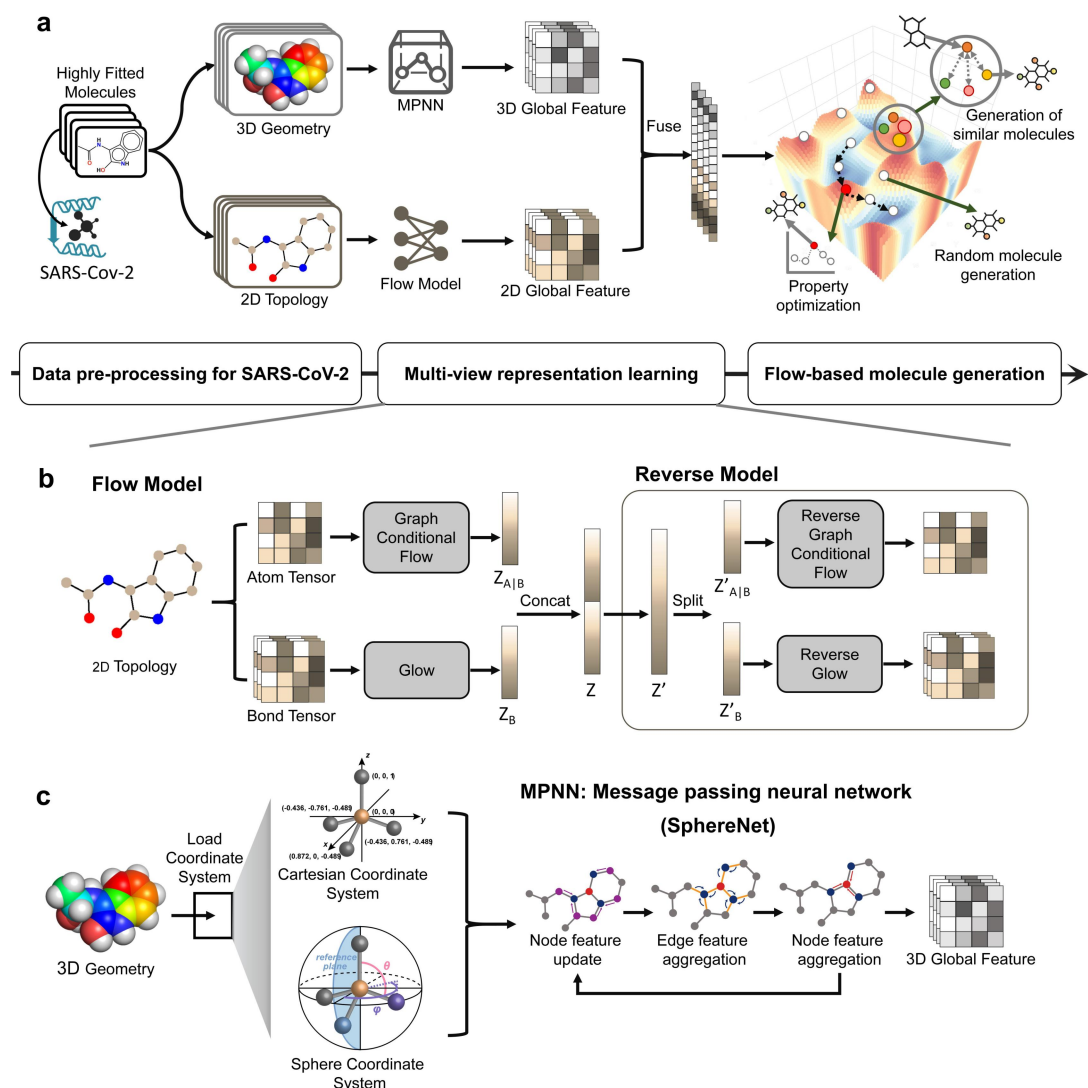 a
Highly Fitted
Molecules
SARS-Cov-2
3D Geometry
MPNN
3D Global Feature
2D Topology
Flow Model
2D Global Feature
Fuse
Generation of
similar molecules
Random molecule
generation
Property
optimization
Data pre-processing for SARS-CoV-2
Multi-view representation learning
Flow-based molecule generation
b
Flow Model
2D Topology
Atom Tensor
Bond Tensor
Graph
Conditional
Flow
Glow
Z_A|B
Z_B
Concat
Z
Reverse Model
Z'
Split
Z'_A|B
Z'_B
Reverse
Graph
Conditional
Flow
Reverse
Glow
c
3D Geometry
Load
Coordinate
System
z
(0, 0, 1)
(-0.436, -0.761, -0.489)
(0, 0, 0)
y
x
(-0.436, 0.761, -0.489)
(0.872, 0, -0.489)
Cartesian Coordinate
System
reference
plane
θ
φ
Sphere Coordinate
System
MPNN: Message passing neural network
(SphereNet)
Node feature
update
Edge feature
aggregation
Node feature
aggregation
3D Global Feature